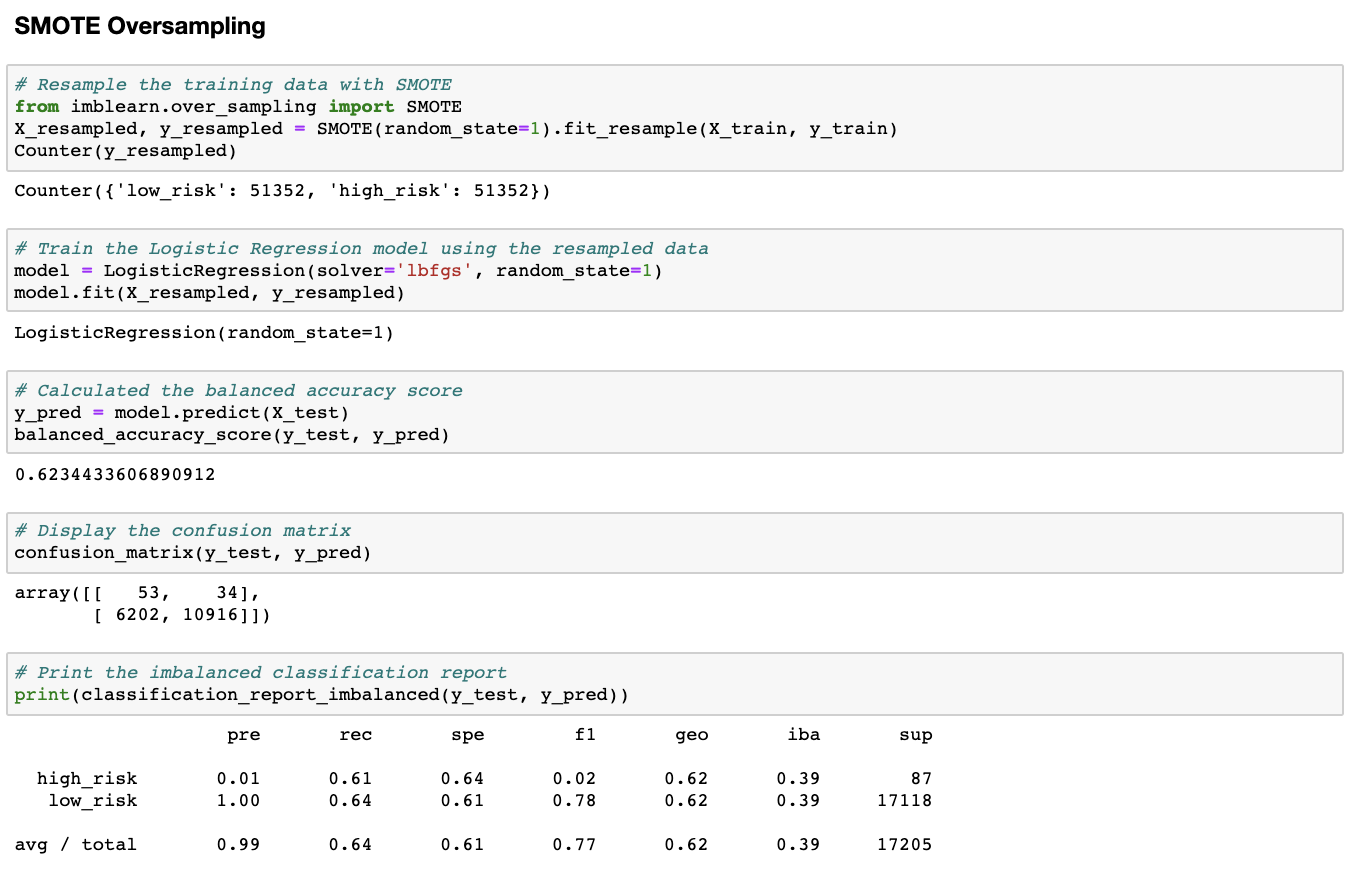 SMOTE Oversampling
# Resample the training data with SMOTE
from imblearn.over_sampling import SMOTE
X_resampled, y_resampled = SMOTE(random_state=1).fit_resample(X_train, y_train)
Counter(y_resampled)
Counter({'low_risk': 51352, 'high_risk': 51352})
# Train the Logistic Regression model using the resampled data
model = LogisticRegression(solver='lbfgs', random_state=1)
model.fit(X_resampled, y_resampled)
LogisticRegression(random_state=1)
# Calculated the balanced accuracy score
y_pred = model.predict(X_test)
balanced_accuracy_score(y_test, y_pred)
0.6234433606890912
# Display the confusion matrix
confusion_matrix(y_test, y_pred)
array([[   53,    34],
       [ 6202, 10916]])
# Print the imbalanced classification report
print(classification_report_imbalanced(y_test, y_pred))
                   pre       rec       spe        f1       geo       iba       sup
  high_risk       0.01      0.61      0.64      0.02      0.62      0.39        87
   low_risk       1.00      0.64      0.61      0.78      0.62      0.39     17118
avg / total       0.99      0.64      0.61      0.77      0.62      0.39     17205